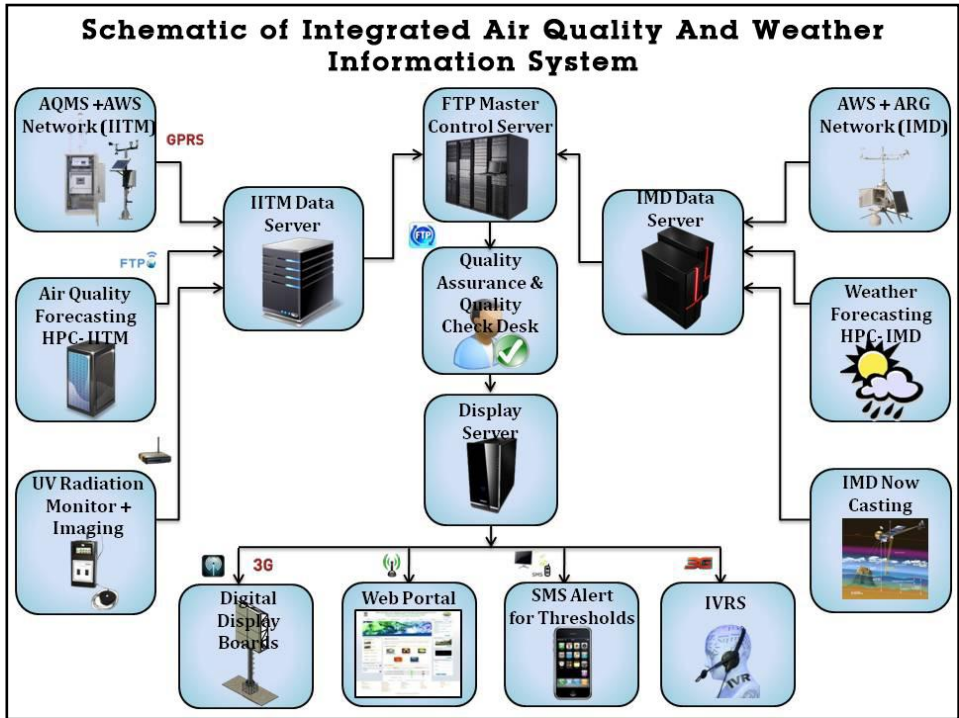 Schematic of Integrated Air Quality And Weather
Information System
AQMS +AWS
Network (IITM)
GPRS
FTP Master
Control Server
AWS + ARG
Network (IMD)
IITM Data
Server
IMD Data
Server
FTP
FTP
Quality
Assurance &
Quality
Check Desk
Air Quality
Forecasting
HPC- IITM
Weather
Forecasting
HPC-IMD
Display
Server
UV Radiation
Monitor +
Imaging
IMD Now
Casting
3G
SMS
3G
Digital
Display
Boards
Web Portal
SMS Alert
for Thresholds
IVRS
IVR